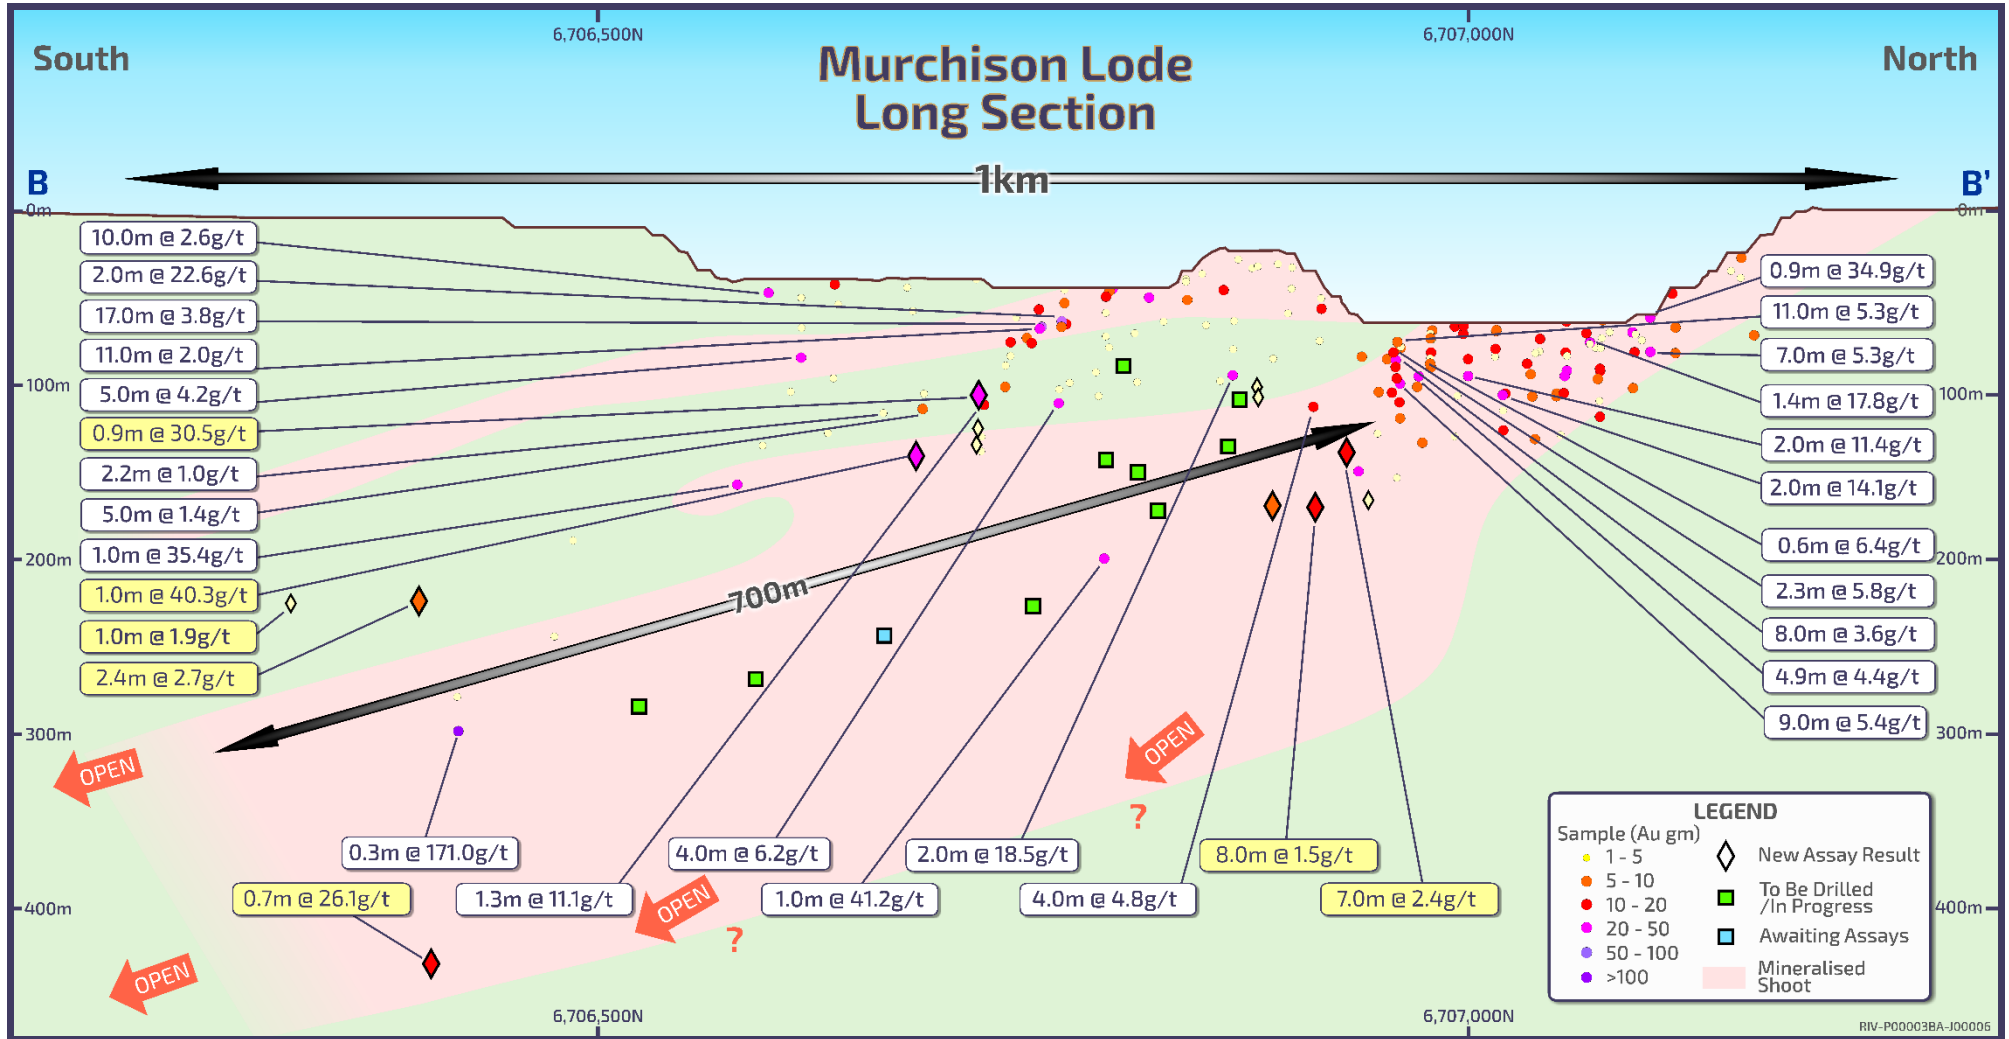 6,706,500N
6,707,000N
South
Murchison Lode
Long Section
North
1km
B
B'
0m
0m
10.0m @ 2.6g/t
2.0m @ 22.6g/t
17.0m @ 3.8g/t
11.0m @ 2.0g/t
5.0m @ 4.2g/t
0.9m @ 30.5g/t
2.2m @ 1.0g/t
5.0m @ 1.4g/t
1.0m @ 35.4g/t
1.0m @ 40.3g/t
1.0m @ 1.9g/t
2.4m @ 2.7g/t
100m
200m
300m
400m
0.9m @ 34.9g/t
11.0m @ 5.3g/t
7.0m @ 5.3g/t
1.4m @ 17.8g/t
2.0m @ 11.4g/t
2.0m @ 14.1g/t
0.6m @ 6.4g/t
2.3m @ 5.8g/t
8.0m @ 3.6g/t
4.9m @ 4.4g/t
9.0m @ 5.4g/t
100m
200m
300m
400m
700m
OPEN
OPEN
?
OPEN
?
OPEN
0.3m @ 171.0g/t
4.0m @ 6.2g/t
2.0m @ 18.5g/t
8.0m @ 1.5g/t
0.7m @ 26.1g/t
1.3m @ 11.1g/t
1.0m @ 41.2g/t
4.0m @ 4.8g/t
7.0m @ 2.4g/t
LEGEND
Sample (Au gm)
1 - 5
5 - 10
10 - 20
20 - 50
50 - 100
>100
New Assay Result
To Be Drilled
/In Progress
Awaiting Assays
Mineralised
Shoot
6,706,500N
6,707,000N
RIV-P00003BA-J00006